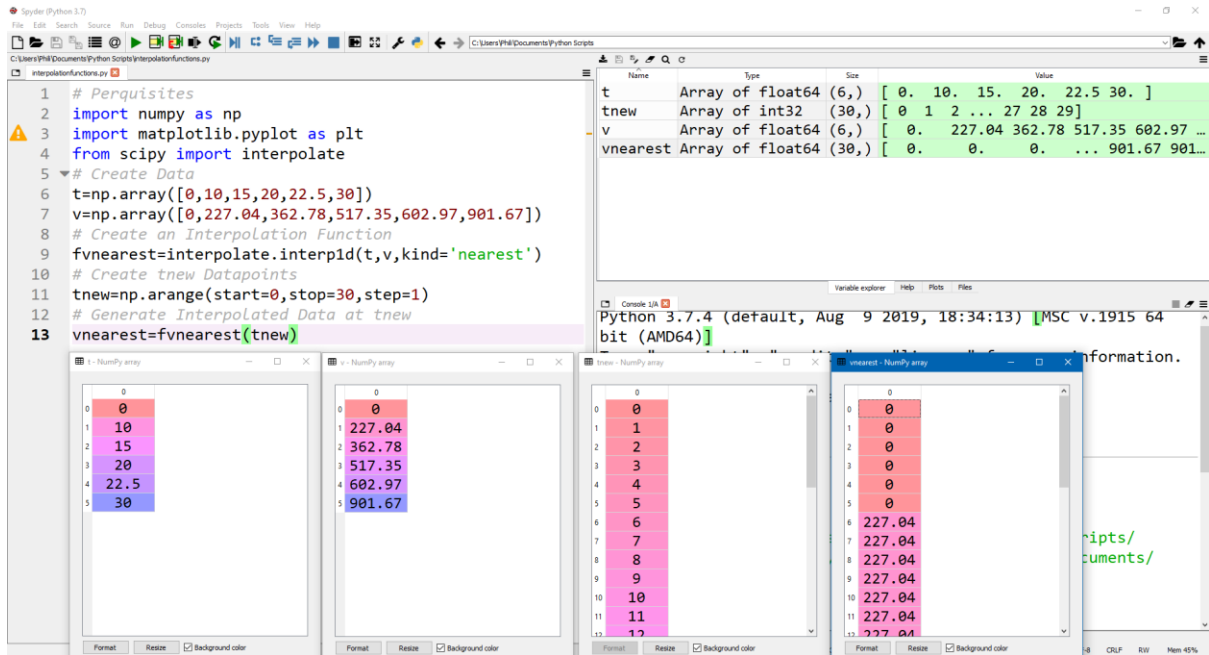 Spyder (Python 3.7)
File Edit Search Source Run Debug Consoles Projects Tools View Help
C:\Users\Phil\Documents\Python Scripts
C:\Users\Phil\Documents\Python Scripts\interpolationfunctions.py
interpolationfunctions.py
1 # Perquisites
2 import numpy as np
3 import matplotlib.pyplot as plt
4 from scipy import interpolate
5 # Create Data
6 t=np.array([0,10,15,20,22.5,30])
7 v=np.array([0,227.04,362.78,517.35,602.97,901.67])
8 # Create an Interpolation Function
9 fvnearest=interpolate.interp1d(t,v,kind='nearest')
10 # Create tnew Datapoints
11 tnew=np.arange(start=0,stop=30,step=1)
12 # Generate Interpolated Data at tnew
13 vnearest=fvnearest(tnew)
Name Type Size Value
t Array of float64 (6,) [ 0. 10. 15. 20. 22.5 30. ]
tnew Array of int32 (30,) [ 0 1 2 ... 27 28 29]
v Array of float64 (6,) [ 0. 227.04 362.78 517.35 602.97 ...
vnearest Array of float64 (30,) [ 0. 0. 0. ... 901.67 901...
Variable explorer Help Plots Files
Console 1/A
Python 3.7.4 (default, Aug 9 2019, 18:34:13) [MSC v.1915 64
bit (AMD64)]
information.
ripts/
cuments/
t - NumPy array
0
0 0
1 10
2 15
3 20
4 22.5
5 30
Format Resize Background color
v - NumPy array
0
0 0
1 227.04
2 362.78
3 517.35
4 602.97
5 901.67
Format Resize Background color
tnew - NumPy array
0
0 0
1 1
2 2
3 3
4 4
5 5
6 6
7 7
8 8
9 9
10 10
11 11
12 12
Format Resize Background color
vnearest - NumPy array
0
0 0
1 0
2 0
3 0
4 0
5 0
6 227.04
7 227.04
8 227.04
9 227.04
10 227.04
11 227.04
12 227.04
Format Resize Background color
CRLF RW Mem 45%